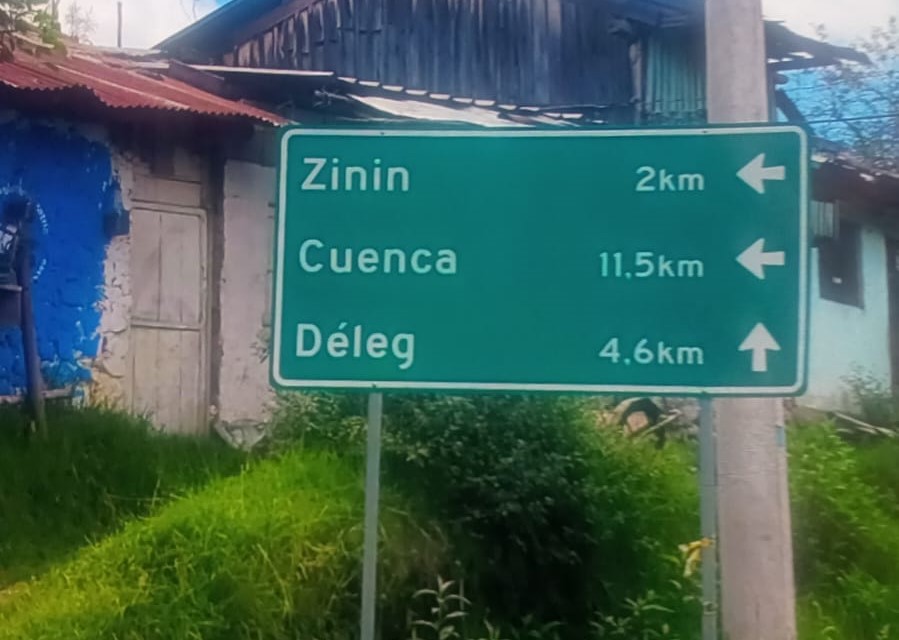 Zinin 2km ←
Cuenca 11,5km ←
Déleg 4,6km ↑